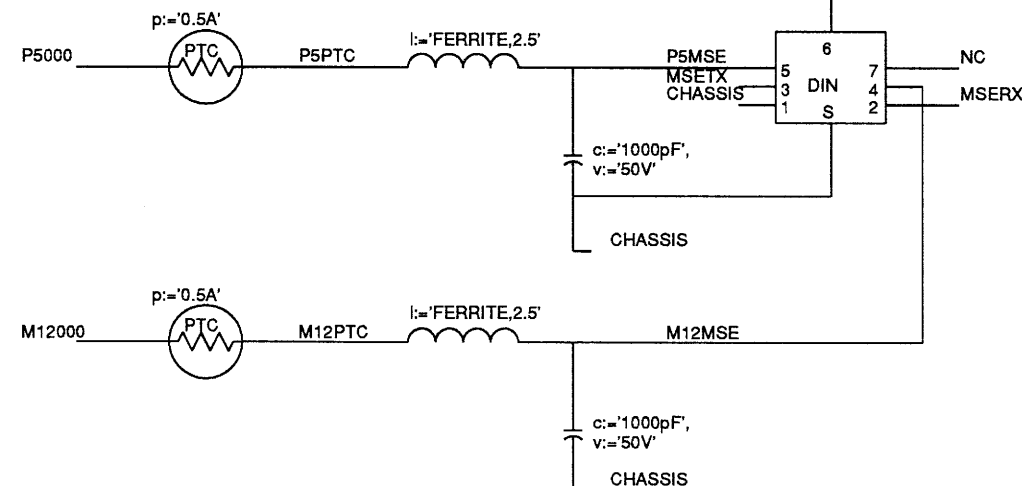 p:='0.5A'
l:='FERRITE,2.5'
P5000
PTC
P5PTC
P5MSE
MSETX
CHASSIS
6
5
3
1
DIN
S
7
4
2
NC
MSERX
c:='1000pF',
v:='50V'
CHASSIS
p:='0.5A'
l:='FERRITE,2.5'
M12000
PTC
M12PTC
M12MSE
c:='1000pF',
v:='50V'
CHASSIS